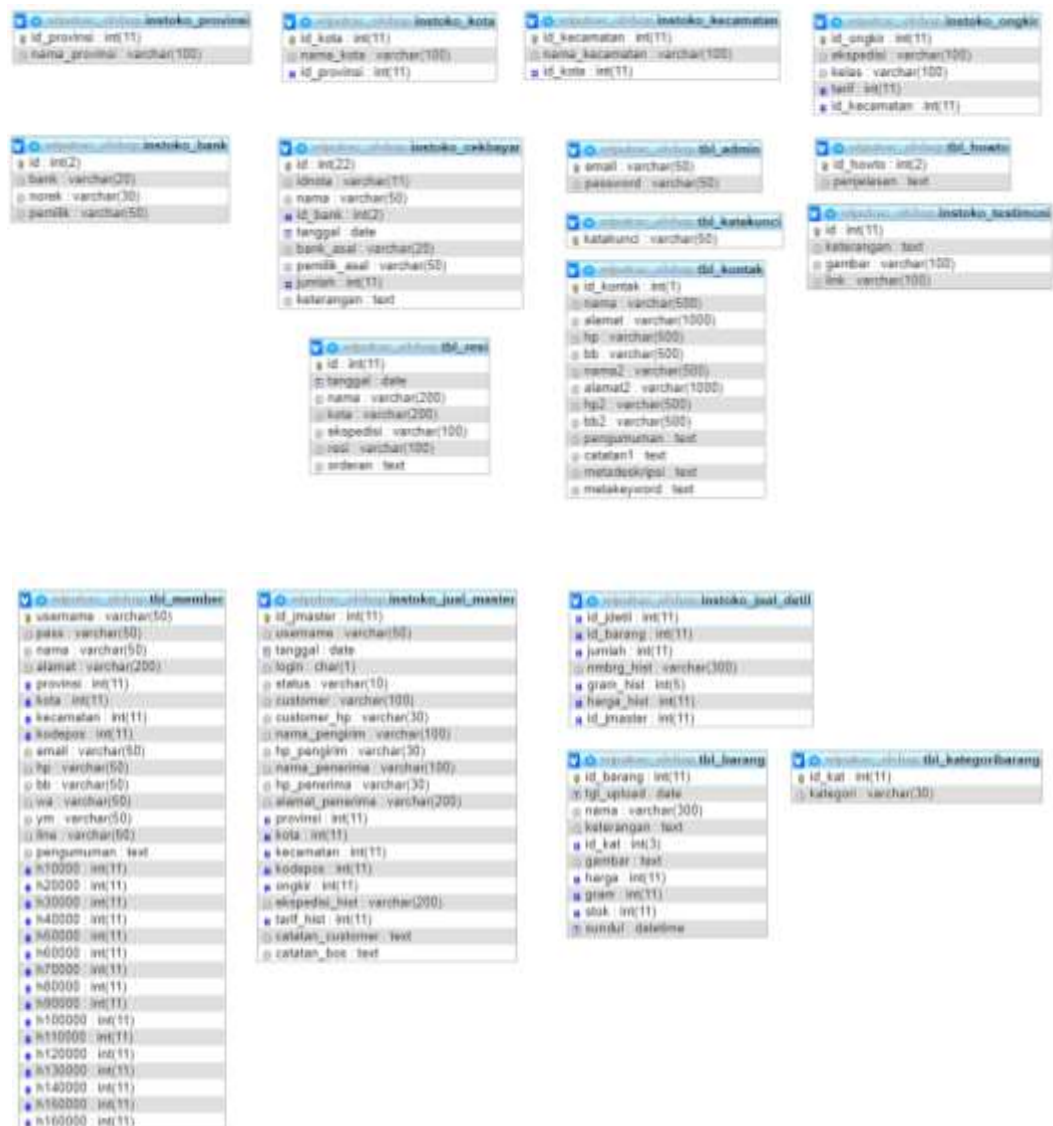 instoko_provinsi
id_provinsi : int(11)
nama_provinsi : varchar(100)
instoko_kota
id_kota : int(11)
nama_kota : varchar(100)
id_provinsi : int(11)
instoko_kecamatan
id_kecamatan : int(11)
nama_kecamatan : varchar(100)
id_kota : int(11)
instoko_ongkir
id_ongkir : int(11)
ekspedisi : varchar(100)
kelas : varchar(100)
tarif : int(11)
id_kecamatan : int(11)
instoko_bank
id : int(2)
bank : varchar(20)
norek : varchar(30)
pemilik : varchar(50)
instoko_cekbayar
id : int(22)
idnota : varchar(11)
nama : varchar(50)
id_bank : int(2)
tanggal : date
bank_asal : varchar(20)
pemilik_asal : varchar(50)
jumlah : int(11)
keterangan : text
tbl_admin
email : varchar(50)
password : varchar(50)
tbl_howto
id_howto : int(2)
penjelasan : text
tbl_katakunci
katakunci : varchar(50)
instoko_testimoni
id : int(11)
keterangan : text
gambar : varchar(100)
link : varchar(100)
tbl_kontak
id_kontak : int(1)
nama : varchar(500)
alamat : varchar(1000)
hp : varchar(500)
bb : varchar(500)
nama2 : varchar(500)
alamat2 : varchar(1000)
hp2 : varchar(500)
bb2 : varchar(500)
pengumuman : text
catatan1 : text
metadeskripsi : text
metakeyword : text
tbl_resi
id : int(11)
tanggal : date
nama : varchar(200)
kota : varchar(200)
ekspedisi : varchar(100)
resi : varchar(100)
orderan : text
tbl_member
username : varchar(50)
pass : varchar(50)
nama : varchar(50)
alamat : varchar(200)
provinsi : int(11)
kota : int(11)
kecamatan : int(11)
kodepos : int(11)
email : varchar(50)
hp : varchar(50)
bb : varchar(50)
wa : varchar(50)
ym : varchar(50)
line : varchar(50)
pengumuman : text
h10000 : int(11)
h20000 : int(11)
h30000 : int(11)
h40000 : int(11)
h50000 : int(11)
h60000 : int(11)
h70000 : int(11)
h80000 : int(11)
h90000 : int(11)
h100000 : int(11)
h110000 : int(11)
h120000 : int(11)
h130000 : int(11)
h140000 : int(11)
h150000 : int(11)
h160000 : int(11)
instoko_jual_master
id_jmaster : int(11)
username : varchar(50)
tanggal : date
login : char(1)
status : varchar(10)
customer : varchar(100)
customer_hp : varchar(30)
nama_pengirim : varchar(100)
hp_pengirim : varchar(30)
nama_penerima : varchar(100)
hp_penerima : varchar(30)
alamat_penerima : varchar(200)
provinsi : int(11)
kota : int(11)
kecamatan : int(11)
kodepos : int(11)
ongkir : int(11)
ekspedisi_hist : varchar(200)
tarif_hist : int(11)
catatan_customer : text
catatan_bos : text
instoko_jual_detil
id_jdetil : int(11)
id_barang : int(11)
jumlah : int(11)
nmbrg_hist : varchar(300)
gram_hist : int(5)
harga_hist : int(11)
id_jmaster : int(11)
tbl_barang
id_barang : int(11)
tgl_upload : date
nama : varchar(300)
keterangan : text
id_kat : int(3)
gambar : text
harga : int(11)
gram : int(11)
stok : int(11)
sundul : datetime
tbl_kategoribarang
id_kat : int(11)
kategori : varchar(30)